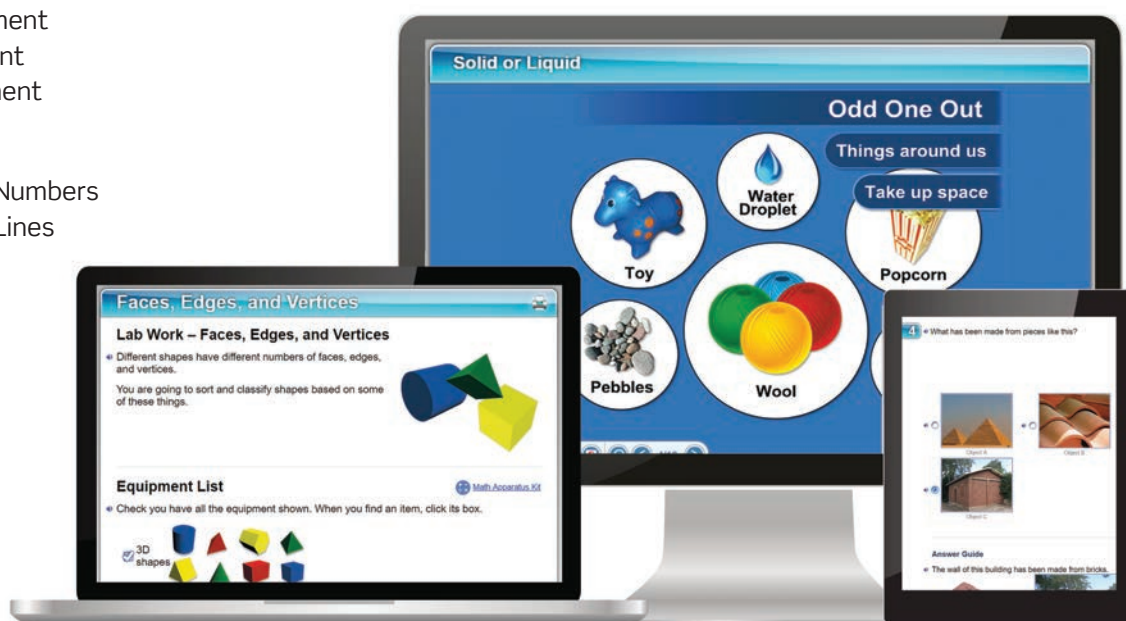 Numbers
Lines
Solid or Liquid
Odd One Out
Things around us
Take up space
Water
Droplet
Toy
Popcorn
Pebbles
Wool
Faces, Edges, and Vertices
Lab Work – Faces, Edges, and Vertices
Different shapes have different numbers of faces, edges,
and vertices.
You are going to sort and classify shapes based on some
of these things.
Equipment List
Math Apparatus Kit
Check you have all the equipment shown. When you find an item, click its box.
3D
shapes
4
What has been made from pieces like this?
Object A
Object B
Object C
Answer Guide
The wall of this building has been made from bricks.